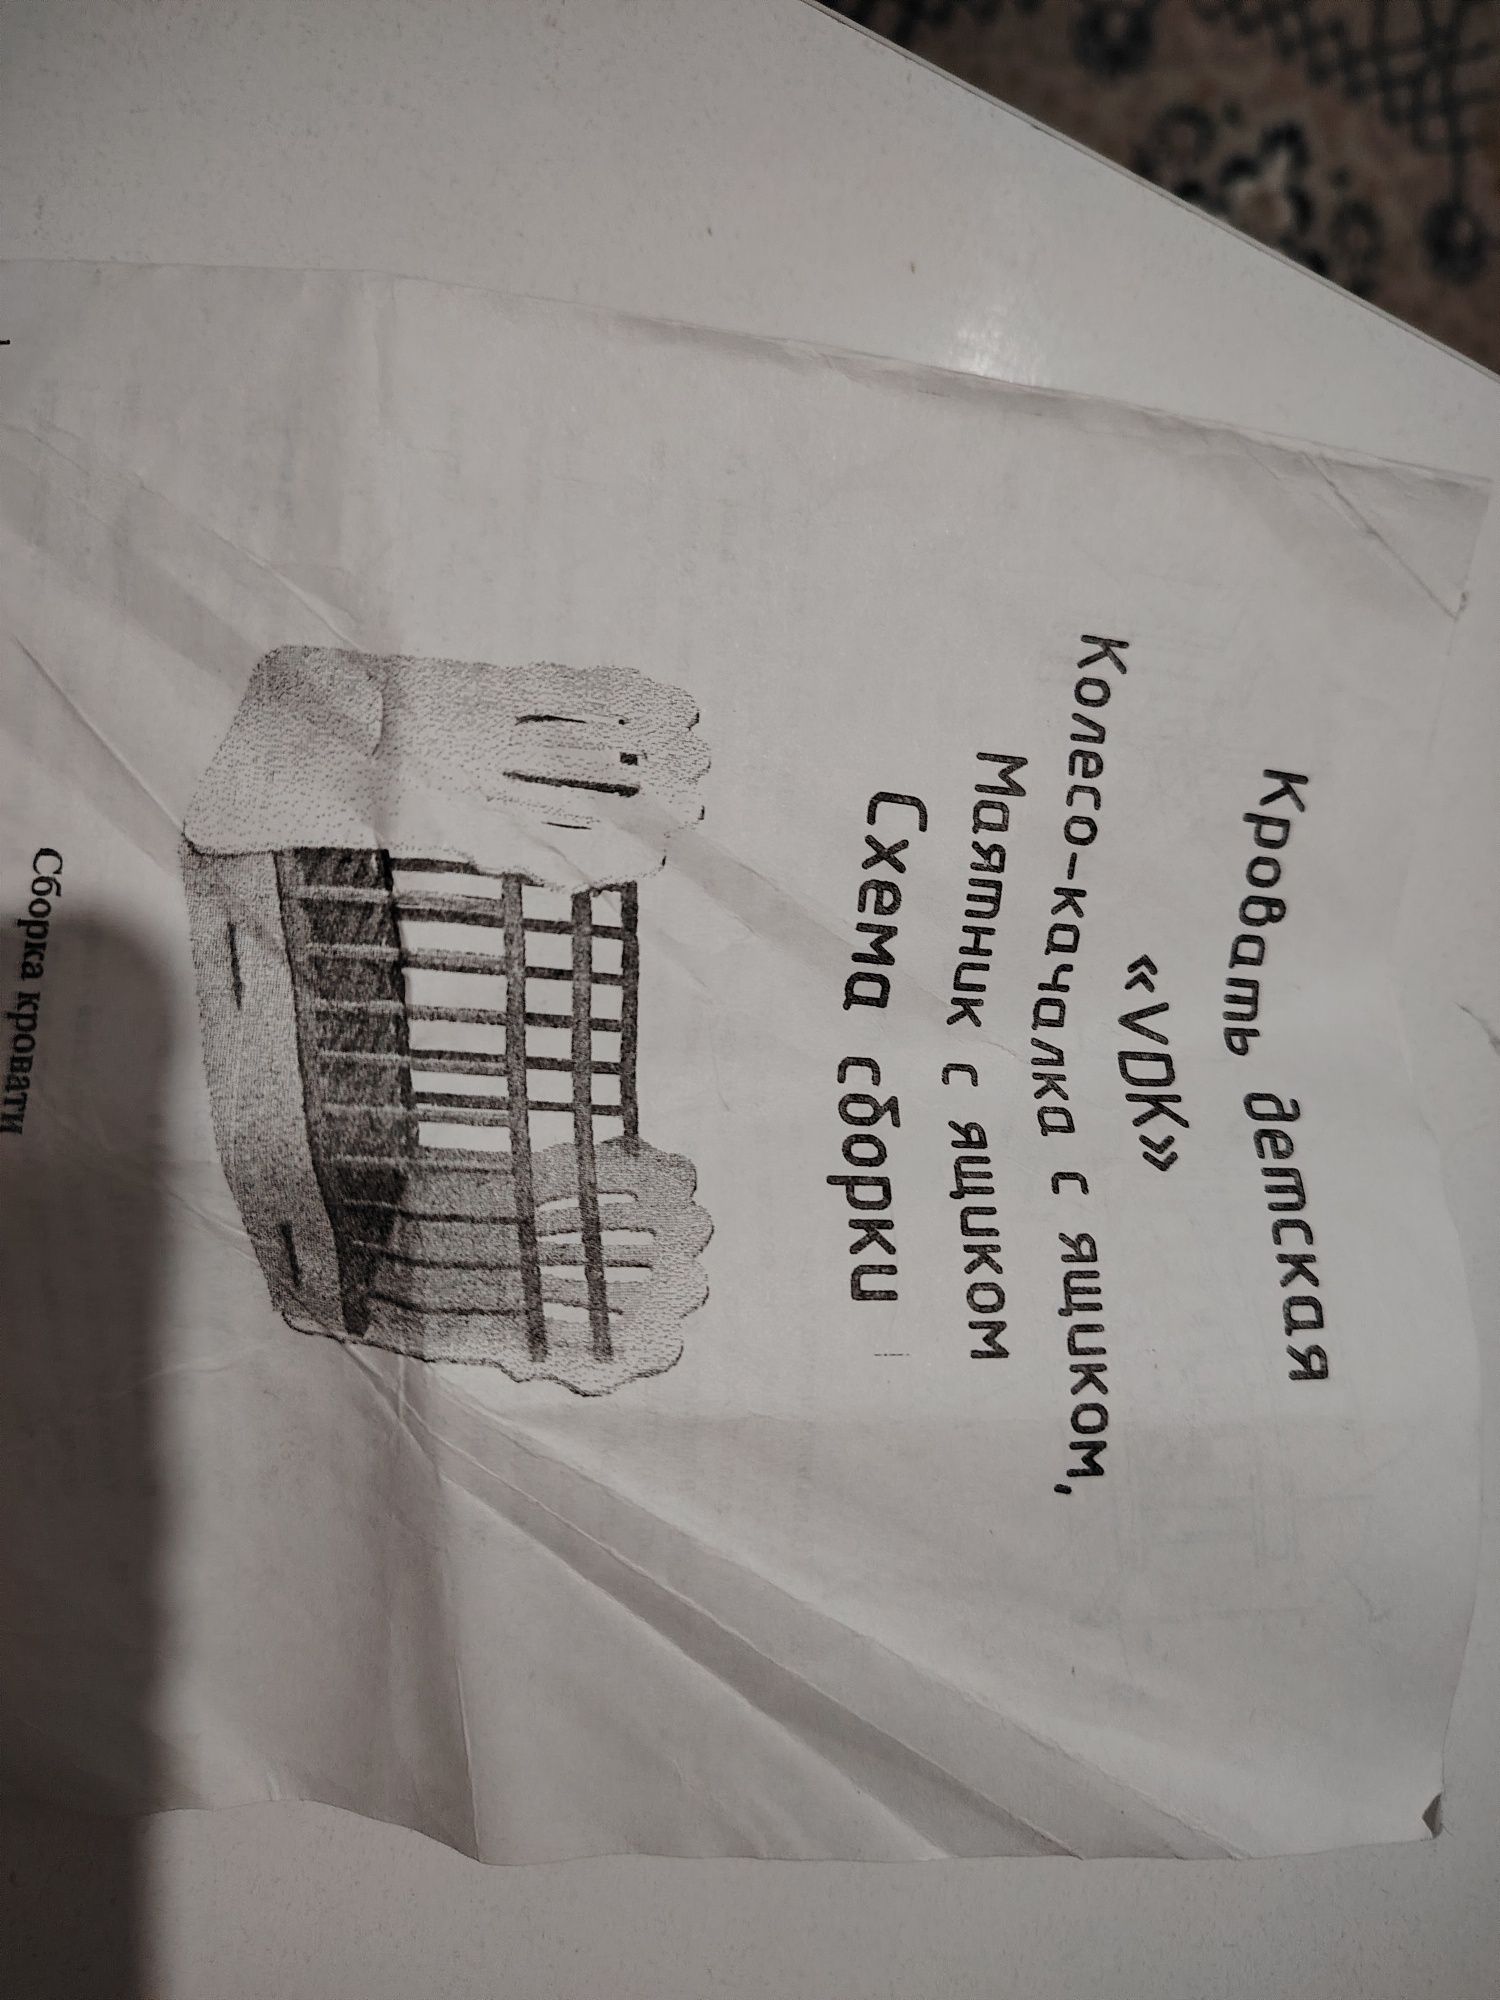 Кровать детская
«VDK»
Колесо-качалка с ящиком,
Маятник с ящиком
Схема сборки
Сборка кровати